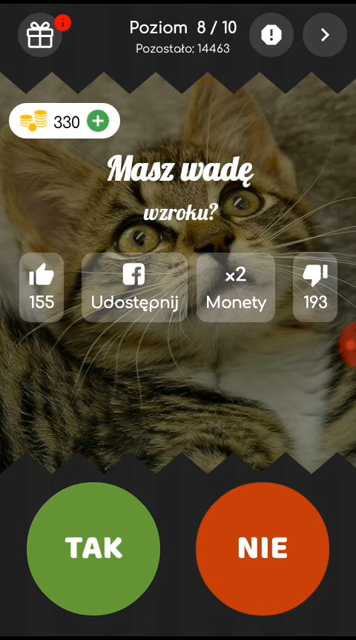 Poziom 8 / 10
Pozostało: 14463
330
Masz wadę
wzroku?
155
Udostępnij
x2
Monety
193
TAK
NIE